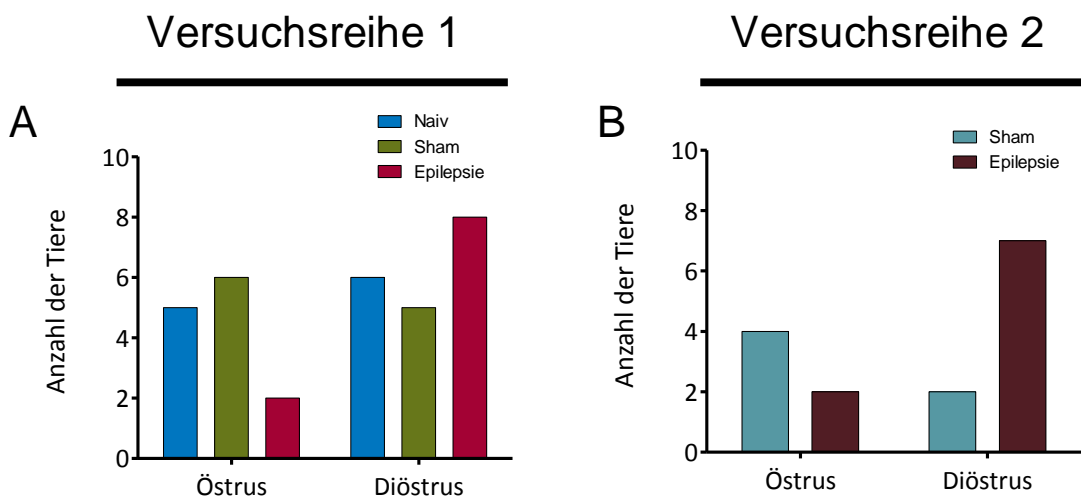 Versuchsreihe 1
A
Naiv
Sham
Epilepsie
Anzahl der Tiere
10
8
6
4
2
0
Östrus Diöstrus
Versuchsreihe 2
B
Sham
Epilepsie
Anzahl der Tiere
10
8
6
4
2
0
Östrus Diöstrus